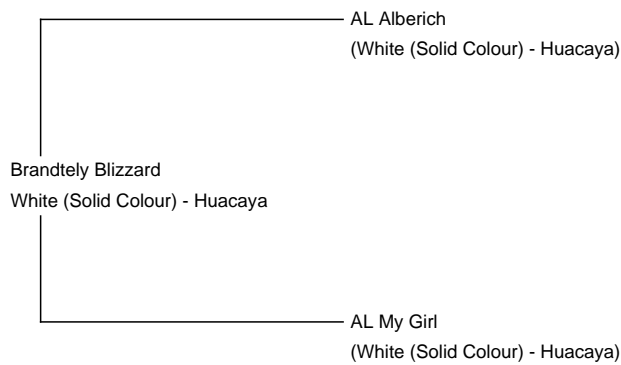 AL Alberich
(White (Solid Colour) - Huacaya)
Brandtely Blizzard
White (Solid Colour) - Huacaya
AL My Girl
(White (Solid Colour) - Huacaya)